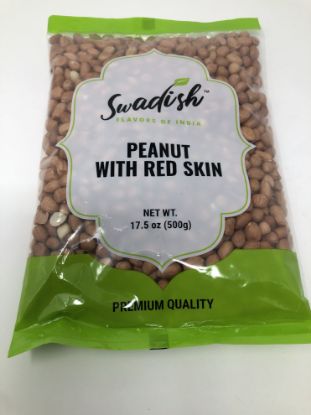 Swadish™
FLAVORS OF INDIA
PEANUT
WITH RED SKIN
NET WT.
17.5 oz (500g)
PREMIUM QUALITY